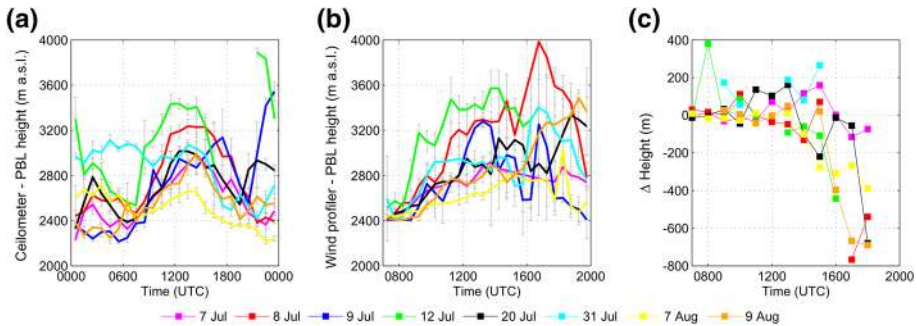 (a)
Ceilometer - PBL height (m a.s.l.)
4000
3600
3200
2800
2400
2000
0000 0600 1200 1800 0000
Time (UTC)
(b)
Wind profiler - PBL height (m a.s.l.)
4000
3600
3200
2800
2400
2000
0800 1200 1600 2000
Time (UTC)
(c)
Δ Height (m)
400
200
0
-200
-400
-600
-800
0800 1200 1600 2000
Time (UTC)
7 Jul 8 Jul 9 Jul 12 Jul 20 Jul 31 Jul 7 Aug 9 Aug